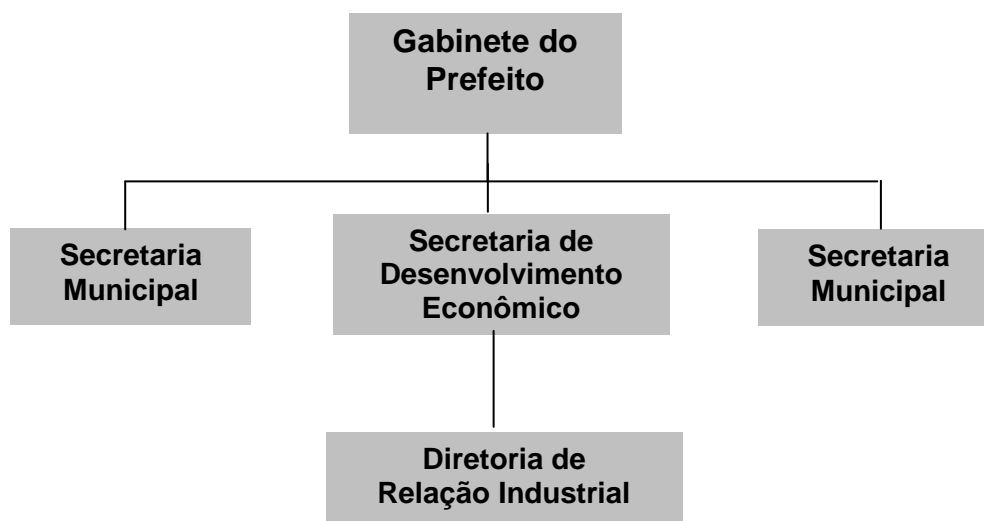 Gabinete do
Prefeito
Secretaria
Municipal
Secretaria de
Desenvolvimento
Econômico
Secretaria
Municipal
Diretoria de
Relação Industrial